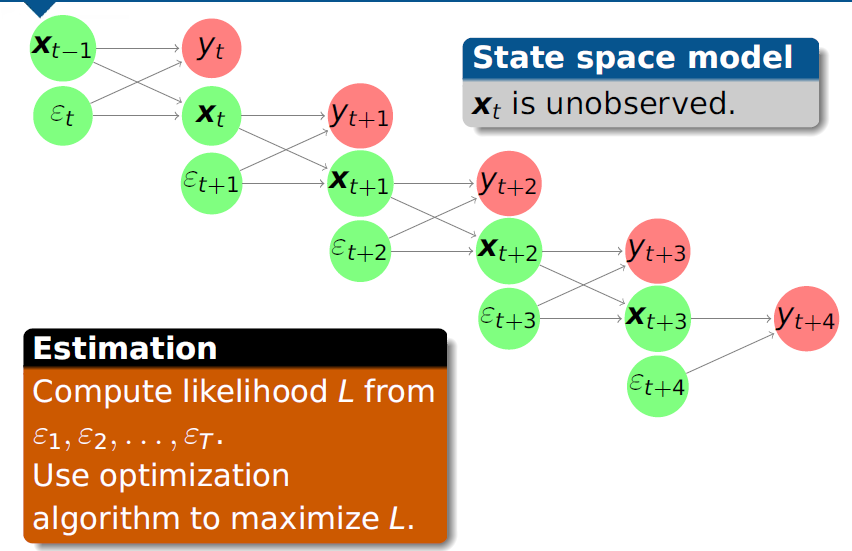 x_{t−1}
y_t
ε_t
x_t
y_{t+1}
ε_{t+1}
x_{t+1}
y_{t+2}
ε_{t+2}
x_{t+2}
y_{t+3}
ε_{t+3}
x_{t+3}
y_{t+4}
ε_{t+4}
State space model
x_t is unobserved.
Estimation
Compute likelihood L from
ε_1, ε_2, . . . , ε_T.
Use optimization
algorithm to maximize L.